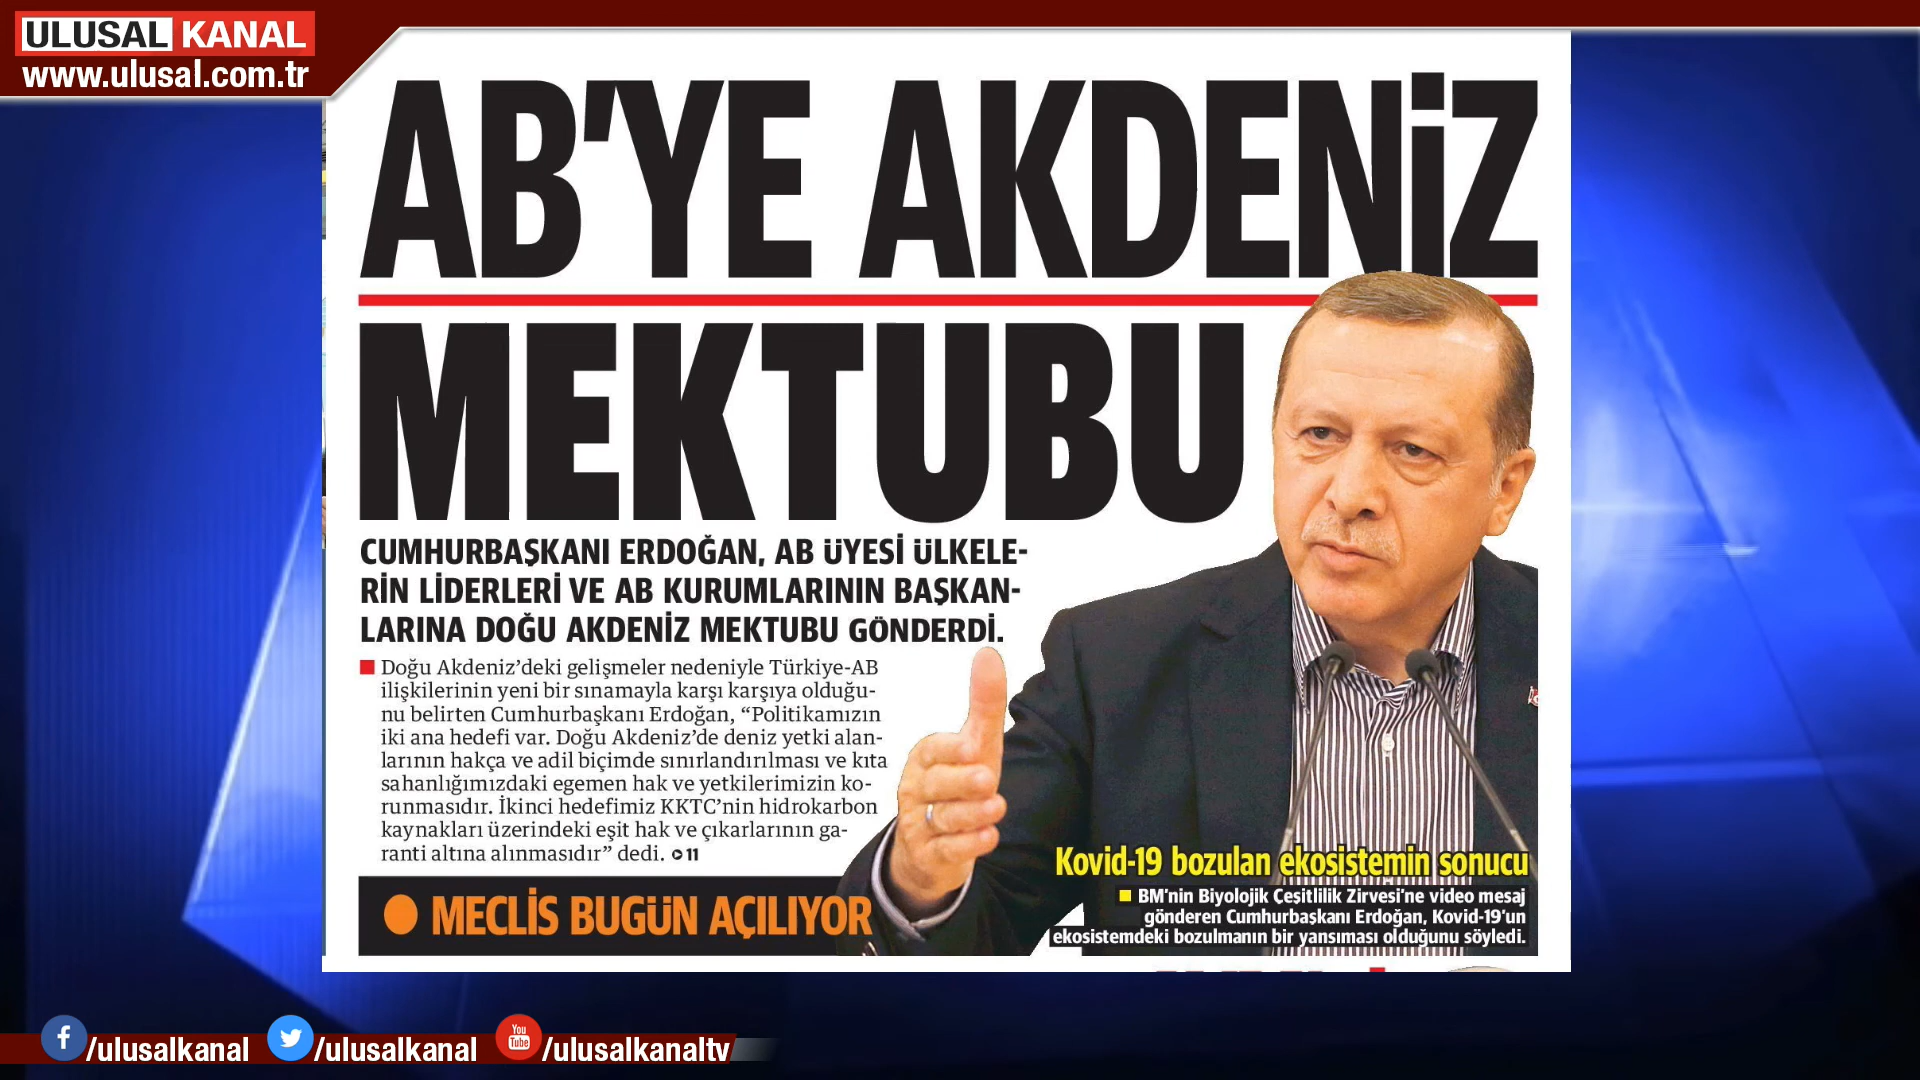 ULUSAL KANAL
www.ulusal.com.tr
AB'YE AKDENİZ
MEKTUBU
CUMHURBAŞKANI ERDOĞAN, AB ÜYESİ ÜLKELE-
RİN LİDERLERİ VE AB KURUMLARININ BAŞKAN-
LARINA DOĞU AKDENİZ MEKTUBU GÖNDERDİ.
Doğu Akdeniz'deki gelişmeler nedeniyle Türkiye-AB
ilişkilerinin yeni bir sınamayla karşı karşıya olduğu-
nu belirten Cumhurbaşkanı Erdoğan, “Politikamızın
iki ana hedefi var. Doğu Akdeniz'de deniz yetki alan-
larının hakça ve adil biçimde sınırlandırılması ve kıta
sahanlığımızdaki egemen hak ve yetkilerimizin ko-
runmasıdır. İkinci hedefimiz KKTC'nin hidrokarbon
kaynakları üzerindeki eşit hak ve çıkarlarının ga-
ranti altına alınmasıdır” dedi. 11
MECLİS BUGÜN AÇILIYOR
Kovid-19 bozulan ekosistemin sonucu
BM'nin Biyolojik Çeşitlilik Zirvesi'ne video mesaj
gönderen Cumhurbaşkanı Erdoğan, Kovid-19'un
ekosistemdeki bozulmanın bir yansıması olduğunu söyledi.
/ulusalkanal
/ulusalkanal
You
Tube
/ulusalkanaltv